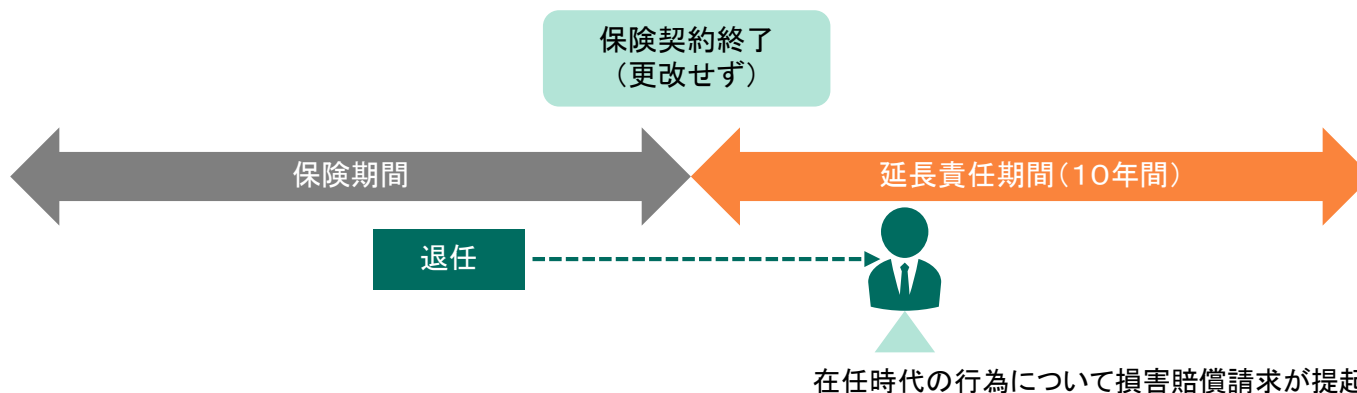 保険契約終了
（更改せず）
保険期間
延長責任期間（１０年間）
退任
在任時代の行為について損害賠償請求が提起